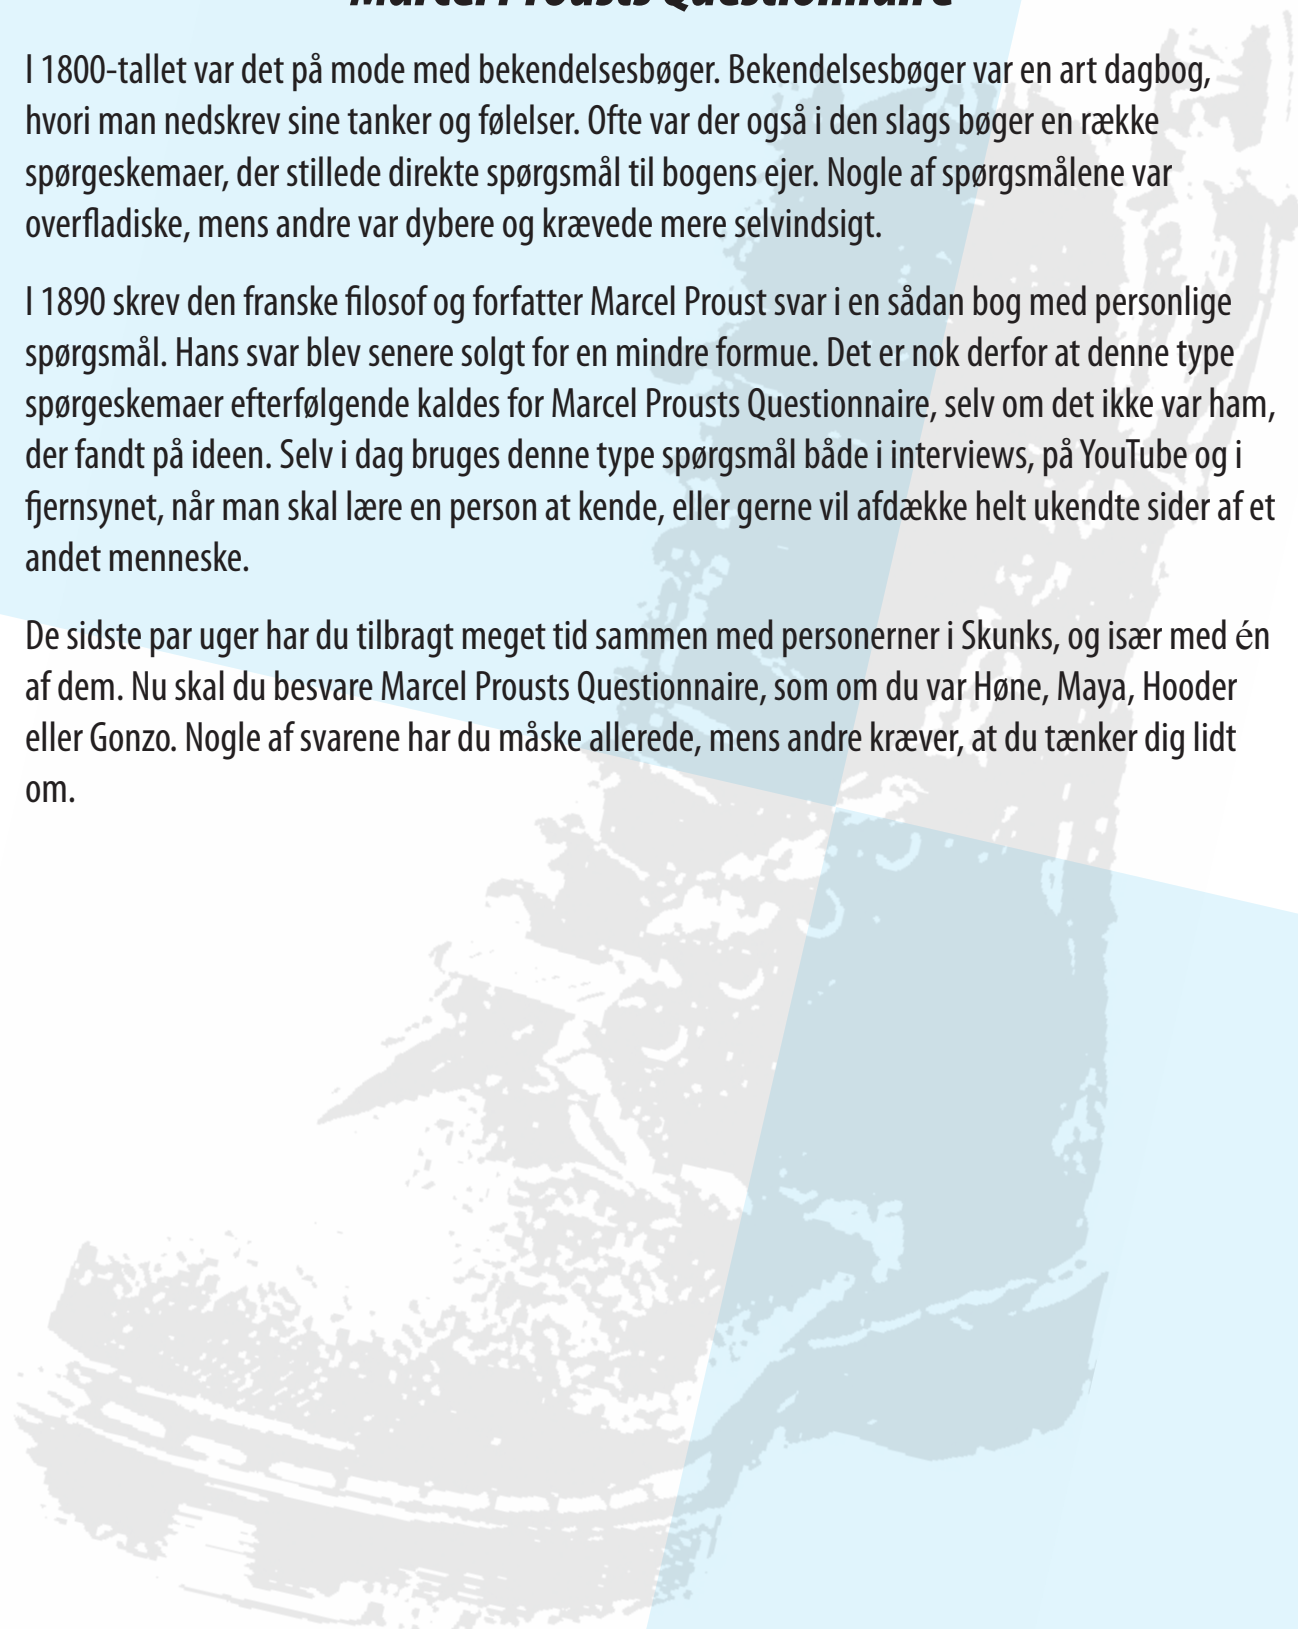 Marcel Prousts Questionnaire
I 1800-tallet var det på mode med bekendelsesbøger. Bekendelsesbøger var en art dagbog,
hvori man nedskrev sine tanker og følelser. Ofte var der også i den slags bøger en række
spørgeskemaer, der stillede direkte spørgsmål til bogens ejer. Nogle af spørgsmålene var
overfladiske, mens andre var dybere og krævede mere selvindsigt.
I 1890 skrev den franske filosof og forfatter Marcel Proust svar i en sådan bog med personlige
spørgsmål. Hans svar blev senere solgt for en mindre formue. Det er nok derfor at denne type
spørgeskemaer efterfølgende kaldes for Marcel Prousts Questionnaire, selv om det ikke var ham,
der fandt på ideen. Selv i dag bruges denne type spørgsmål både i interviews, på YouTube og i
fjernsynet, når man skal lære en person at kende, eller gerne vil afdække helt ukendte sider af et
andet menneske.
De sidste par uger har du tilbragt meget tid sammen med personerner i Skunks, og især med én
af dem. Nu skal du besvare Marcel Prousts Questionnaire, som om du var Høne, Maya, Hooder
eller Gonzo. Nogle af svarene har du måske allerede, mens andre kræver, at du tænker dig lidt
om.